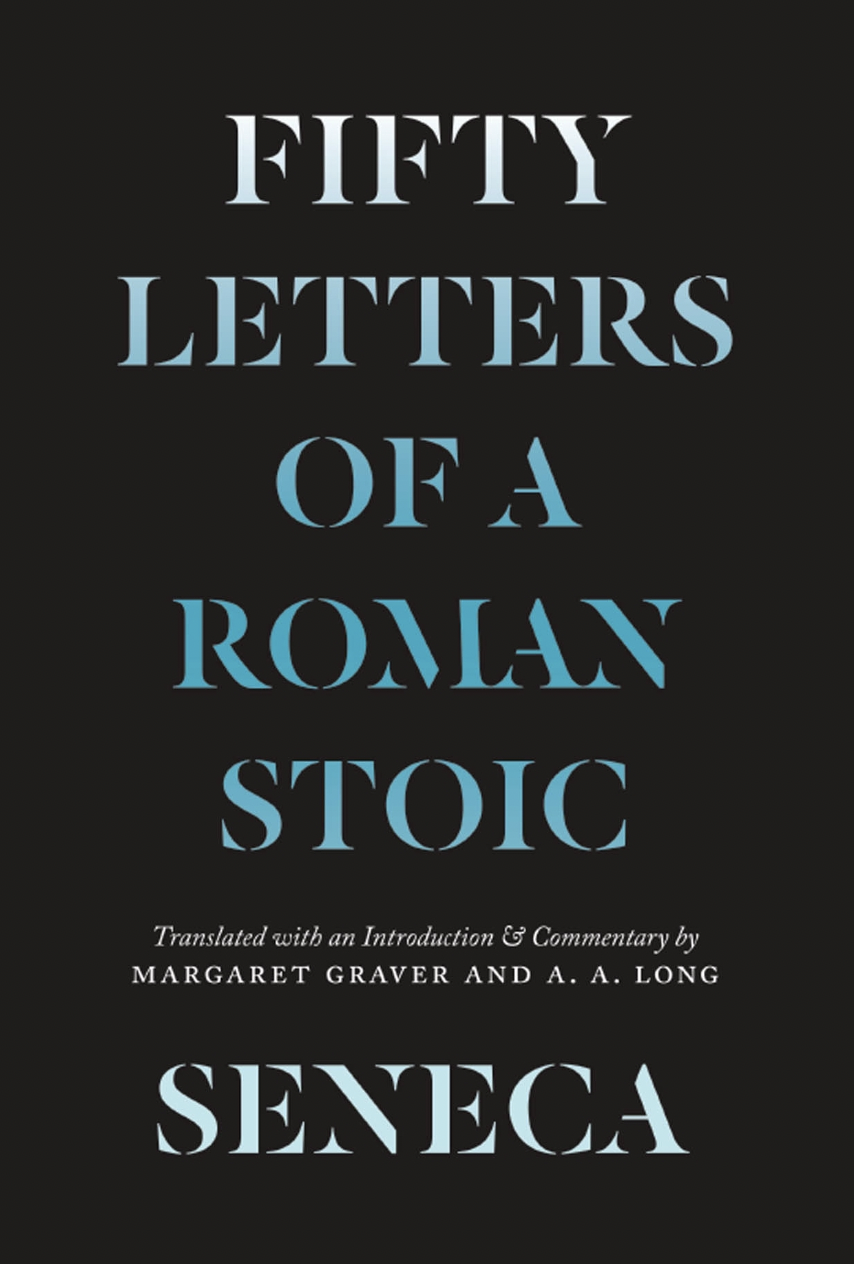 FIFTY
LETTERS
OF A
ROMAN
STOIC
Translated with an Introduction & Commentary by
MARGARET GRAVER AND A. A. LONG
SENECA